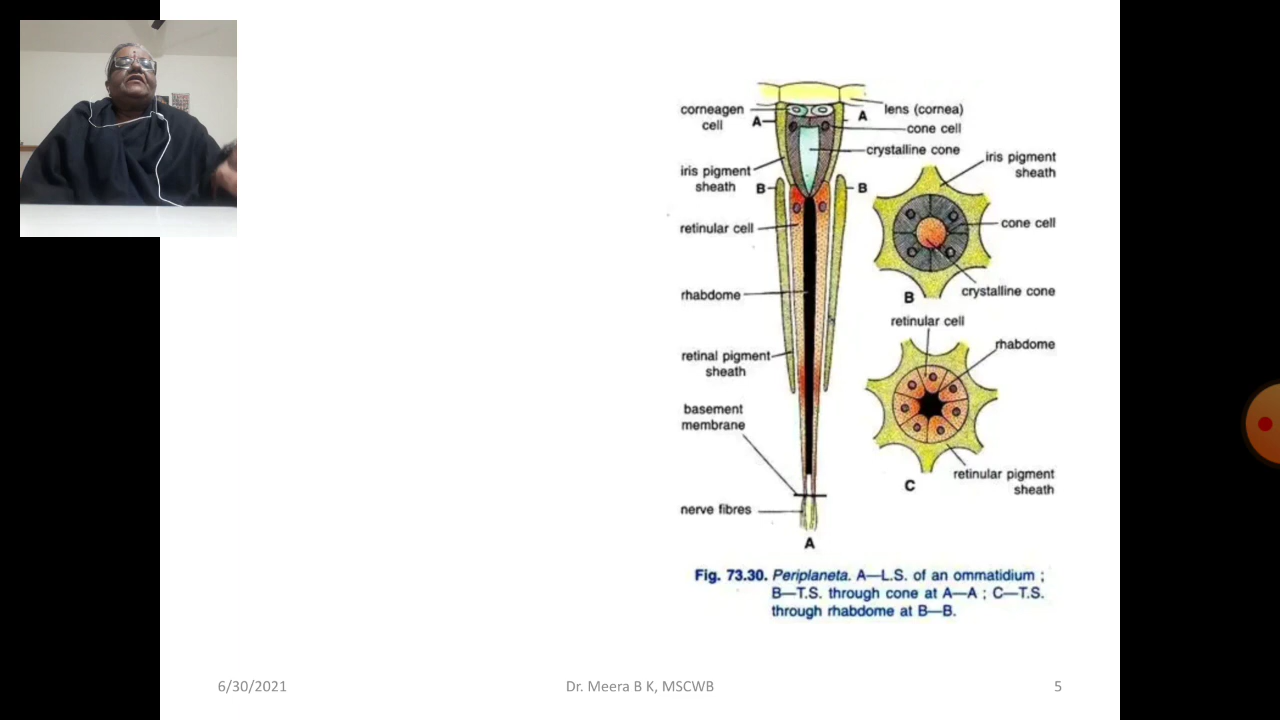 corneagen
cell
A
A
lens (cornea)
cone cell
crystalline cone
iris pigment
sheath
B
B
retinular cell
rhabdome
retinal pigment
sheath
basement
membrane
nerve fibres
A
iris pigment
sheath
cone cell
crystalline cone
B
retinular cell
rhabdome
retinular pigment
sheath
C
Fig. 73.30. Periplaneta. A—L.S. of an ommatidium ;
B—T.S. through cone at A—A ; C—T.S.
through rhabdome at B—B.
6/30/2021
Dr. Meera B K, MSCWB
5